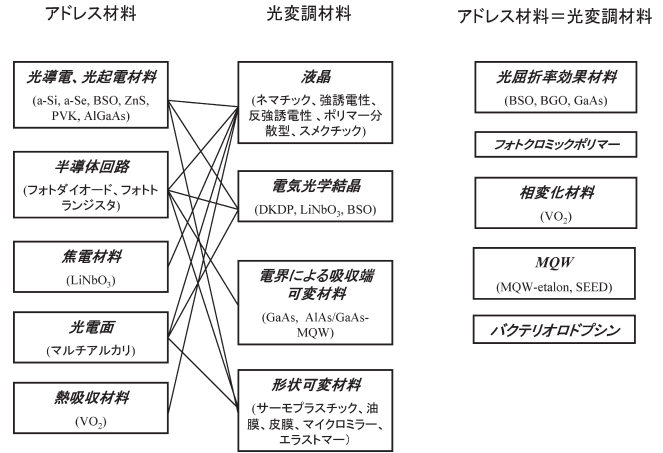 アドレス材料
光導電、光起電材料
(a-Si, a-Se, BSO, ZnS,
PVK, AlGaAs)
半導体回路
(フォトダイオード、フォトト
ランジスタ)
焦電材料
(LiNbO₃)
光電面
(マルチアルカリ)
熱吸収材料
(VO₂)
光変調材料
液晶
(ネマチック、強誘電性、
反強誘電性 、ポリマー分
散型、スメクチック)
電気光学結晶
(DKDP, LiNbO₃, BSO)
電界による吸収端
可変材料
(GaAs, AlAs/GaAs-
MQW)
形状可変材料
(サーモプラスチック、油
膜、皮膜、マイクロミラー、
エラストマー)
アドレス材料＝光変調材料
光屈折率効果材料
(BSO, BGO, GaAs)
フォトクロミックポリマー
相変化材料
(VO₂)
MQW
(MQW-etalon, SEED)
バクテリオロドプシン